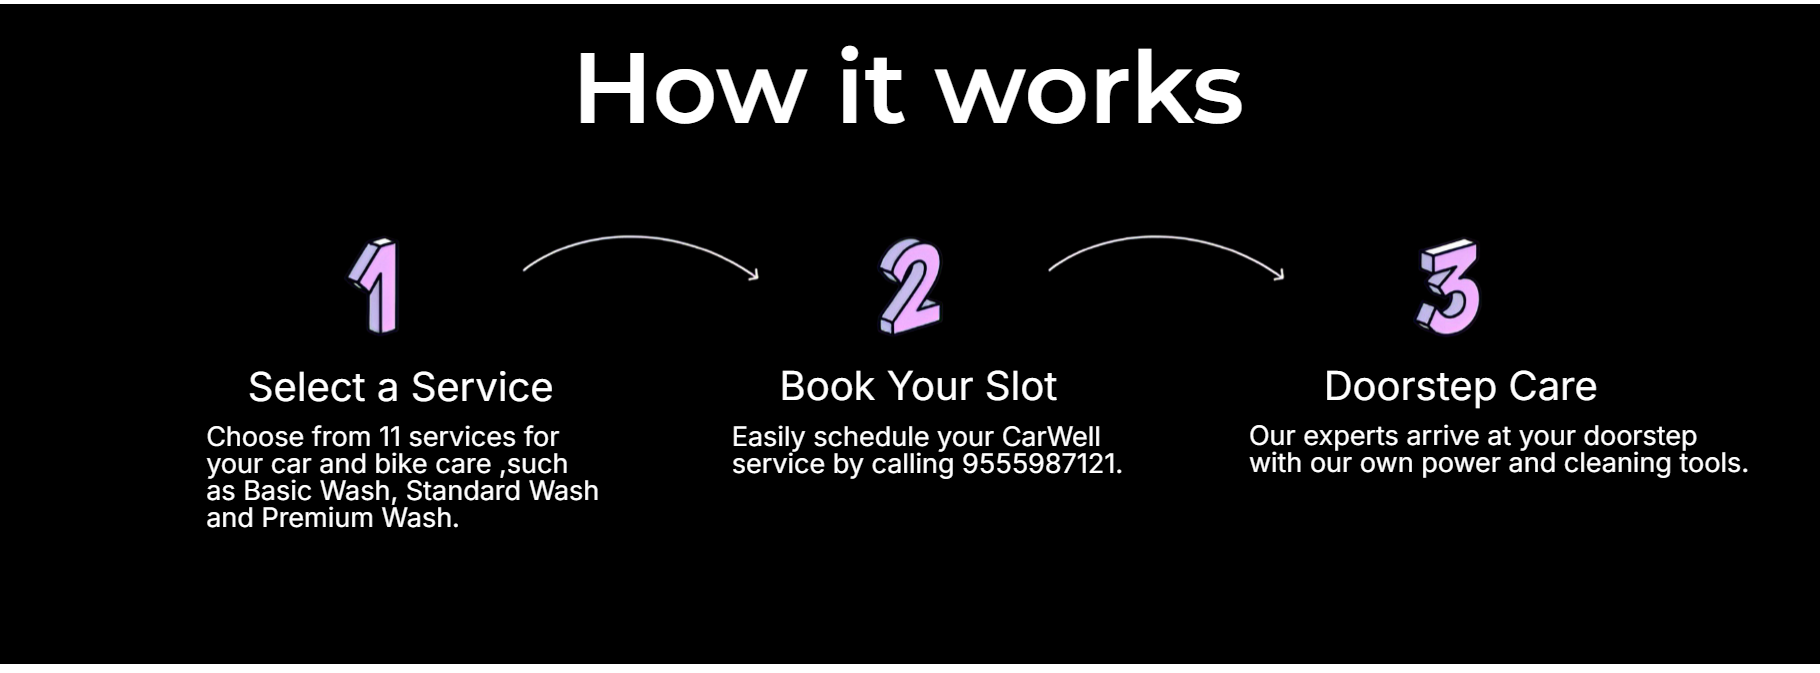 How it works
1
2
3
Select a Service
Choose from 11 services for
your car and bike care ,such
as Basic Wash, Standard Wash
and Premium Wash.
Book Your Slot
Easily schedule your CarWell
service by calling 9555987121.
Doorstep Care
Our experts arrive at your doorstep
with our own power and cleaning tools.